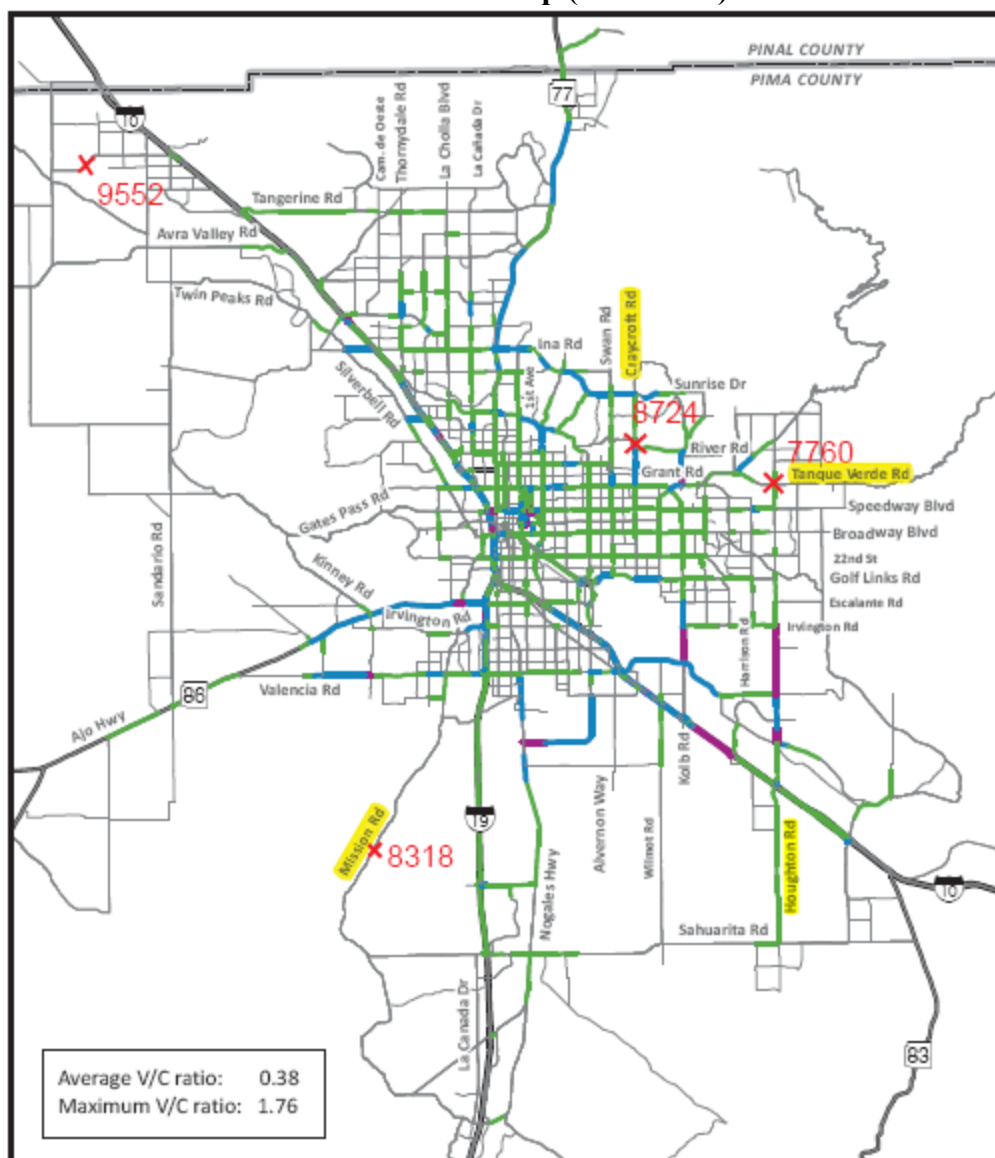 PINAL COUNTY
PIMA COUNTY
77
10
Cam. de Oeste
Thornydale Rd
La Cholla Blvd
La Cañada Dr
9552
Tangerine Rd
Avra Valley Rd
Twin Peaks Rd
Ina Rd
1st Ave
Swan Rd
Craycroft Rd
Sunrise Dr
Silverbell Rd
8724
River Rd
7760
Grant Rd
Tanque Verde Rd
Gates Pass Rd
Speedway Blvd
Broadway Blvd
22nd St
Golf Links Rd
Escalante Rd
Sandario Rd
Kinney Rd
Irvington Rd
Irvington Rd
Harrison Rd
86
Valencia Rd
Ajo Hwy
Kolb Rd
Mission Rd
8318
19
Alvernon Way
Wilmot Rd
Houghton Rd
Nogales Hwy
10
Sahuarita Rd
La Canada Dr
83
Average V/C ratio: 0.38
Maximum V/C ratio: 1.76